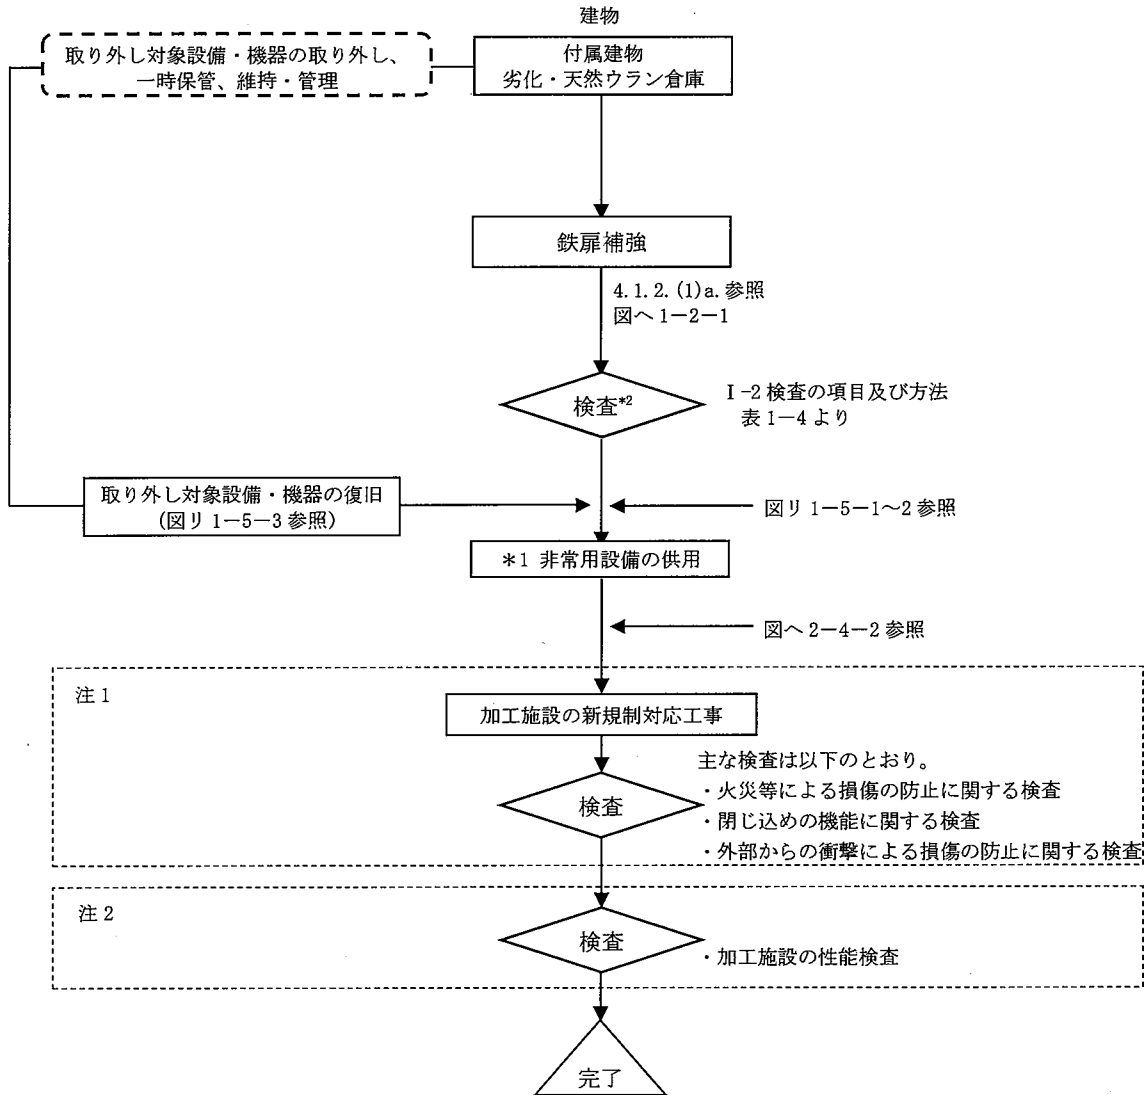 建物
取り外し対象設備・機器の取り外し、
一時保管、維持・管理
付属建物
劣化・天然ウラン倉庫
鉄扉補強
4.1.2.(1)a.参照
図ヘ 1-2-1
検査*2
Ⅰ-2 検査の項目及び方法
表 1-4 より
取り外し対象設備・機器の復旧
(図リ 1-5-3 参照)
図リ 1-5-1～2 参照
*1 非常用設備の供用
図ヘ 2-4-2 参照
注 1
加工施設の新規制対応工事
主な検査は以下のとおり。
・火災等による損傷の防止に関する検査
検査
・閉じ込めの機能に関する検査
・外部からの衝撃による損傷の防止に関する検査
注 2
検査
・加工施設の性能検査
完了